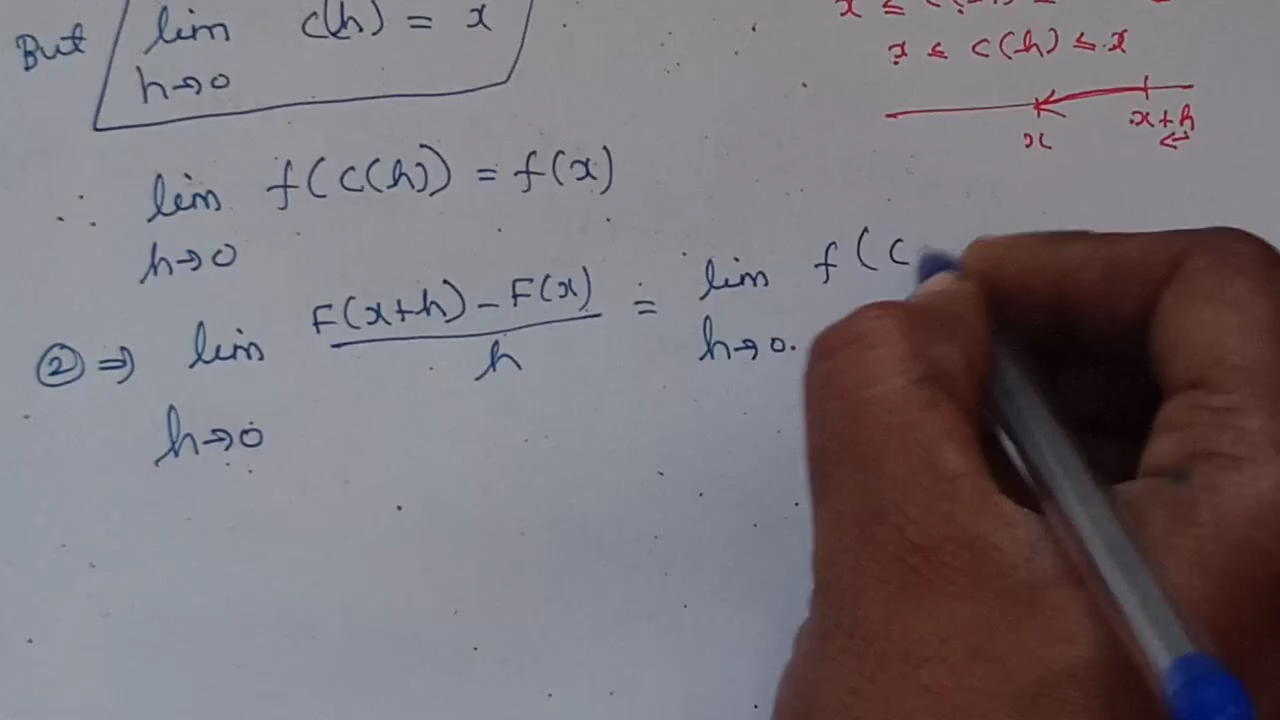 But lim c(h) = x
h→0
x ≤ c(h) ≤ x
x x+h
∴ lim f(c(h)) = f(x)
h→0
② ⇒ lim F(x+h) – F(x) / h = lim f(c
h→0 h→0.